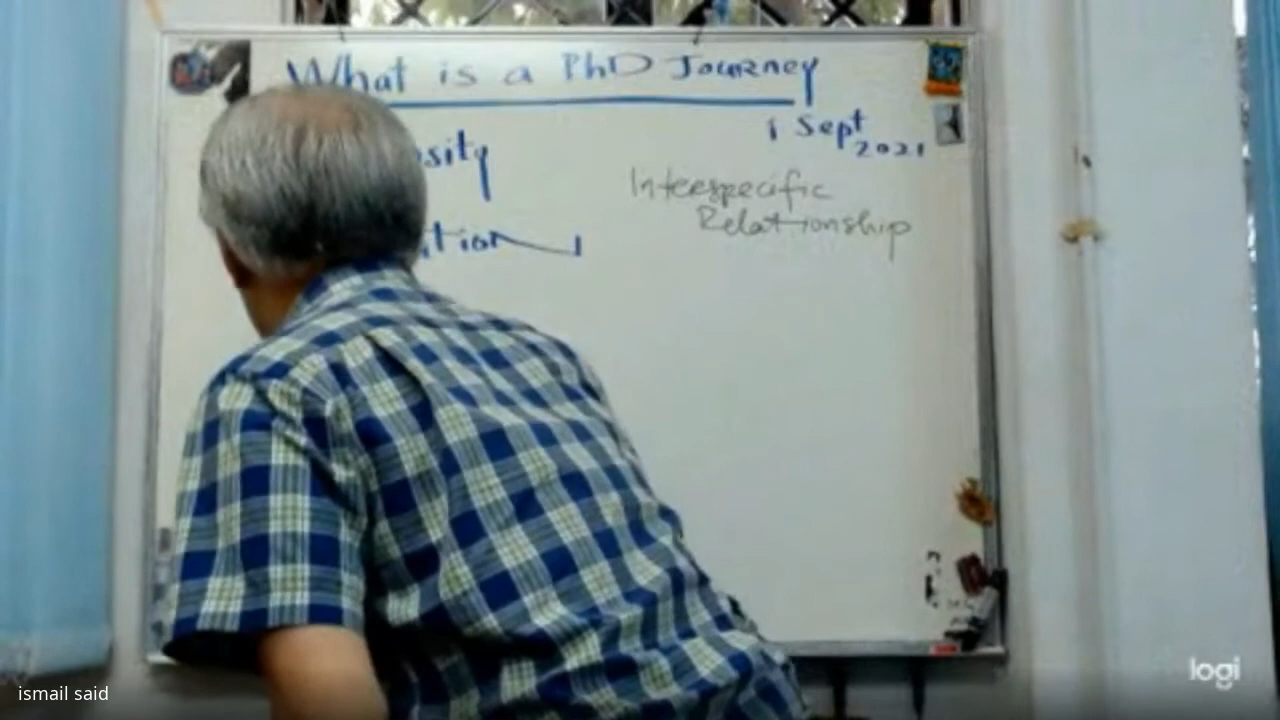 What is a PhD Journey
1 Sept
2021
Interspecific
Relationship
ismail said
logi